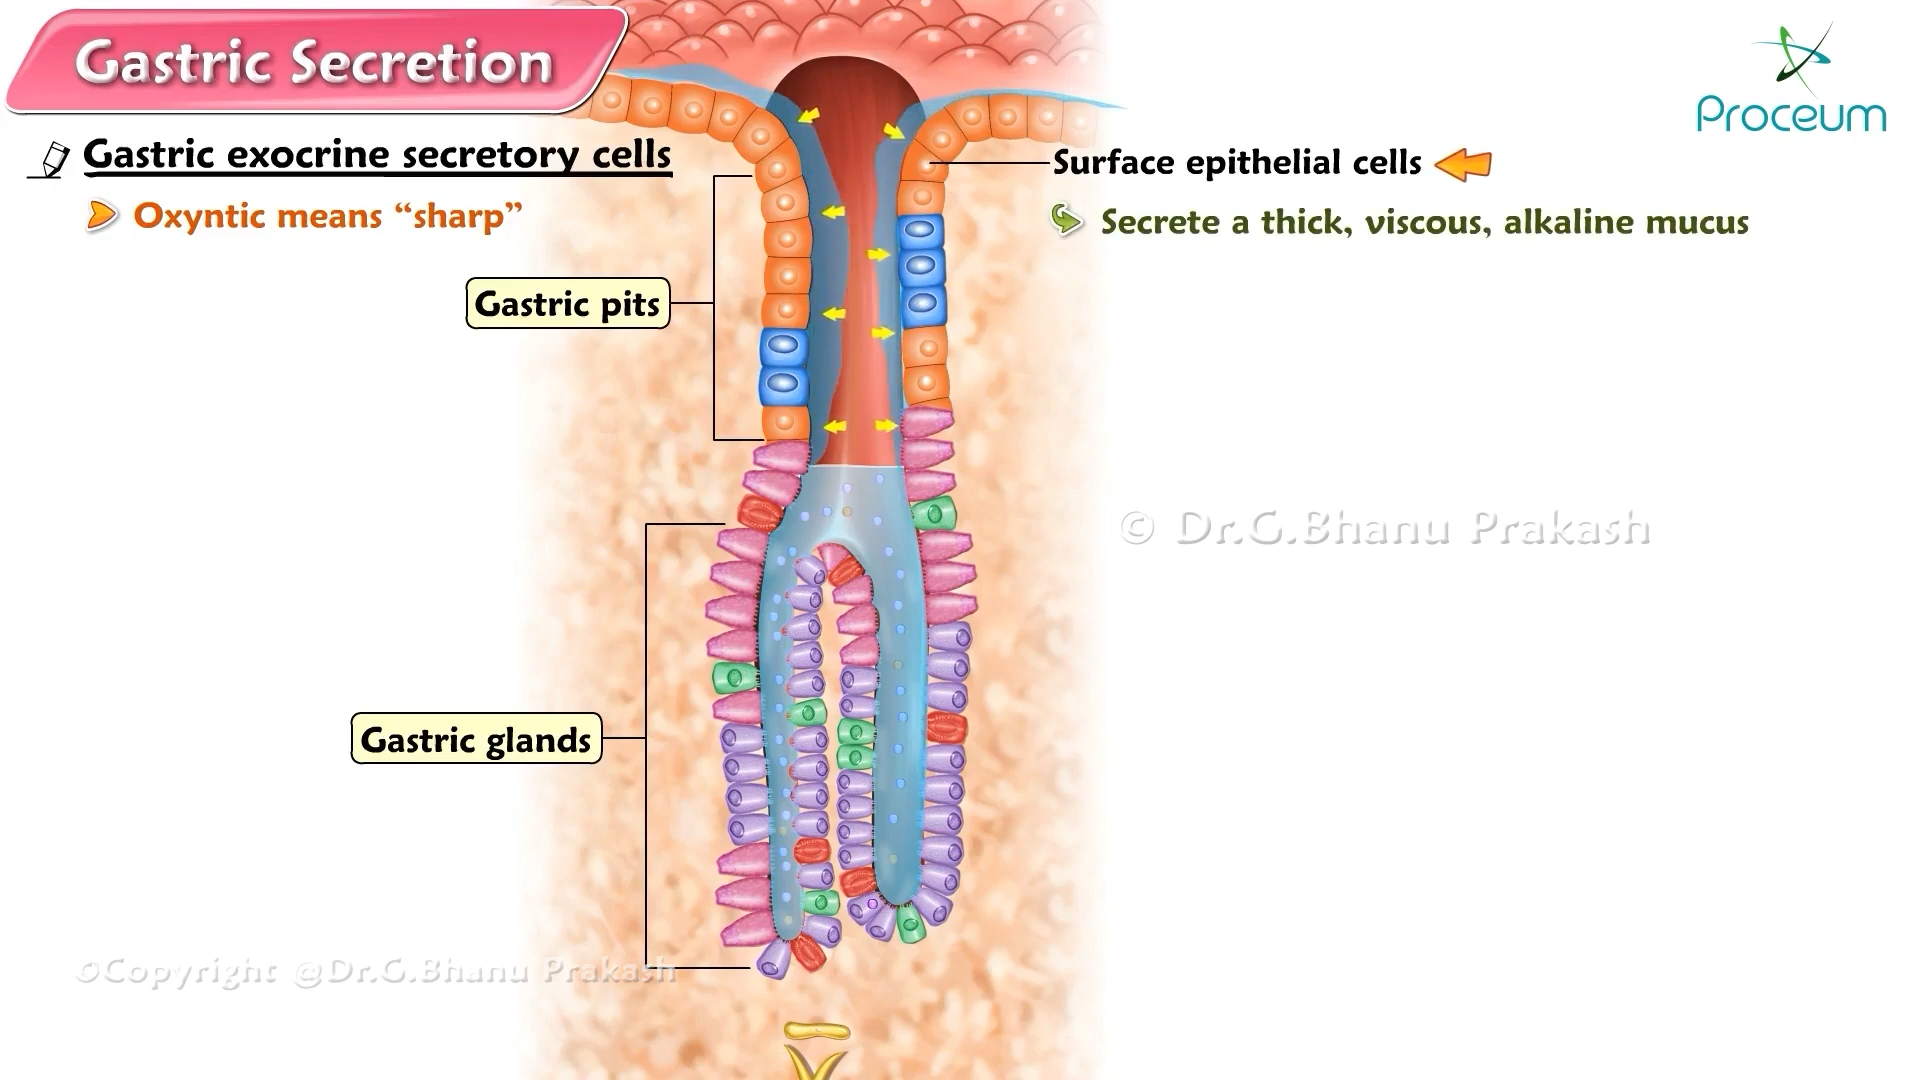 Gastric Secretion
Proceum
Gastric exocrine secretory cells
Oxyntic means “sharp”
Surface epithelial cells
Secrete a thick, viscous, alkaline mucus
Gastric pits
© Dr.G.Bhanu Prakash
Gastric glands
©Copyright @Dr.G.Bhanu Prakash